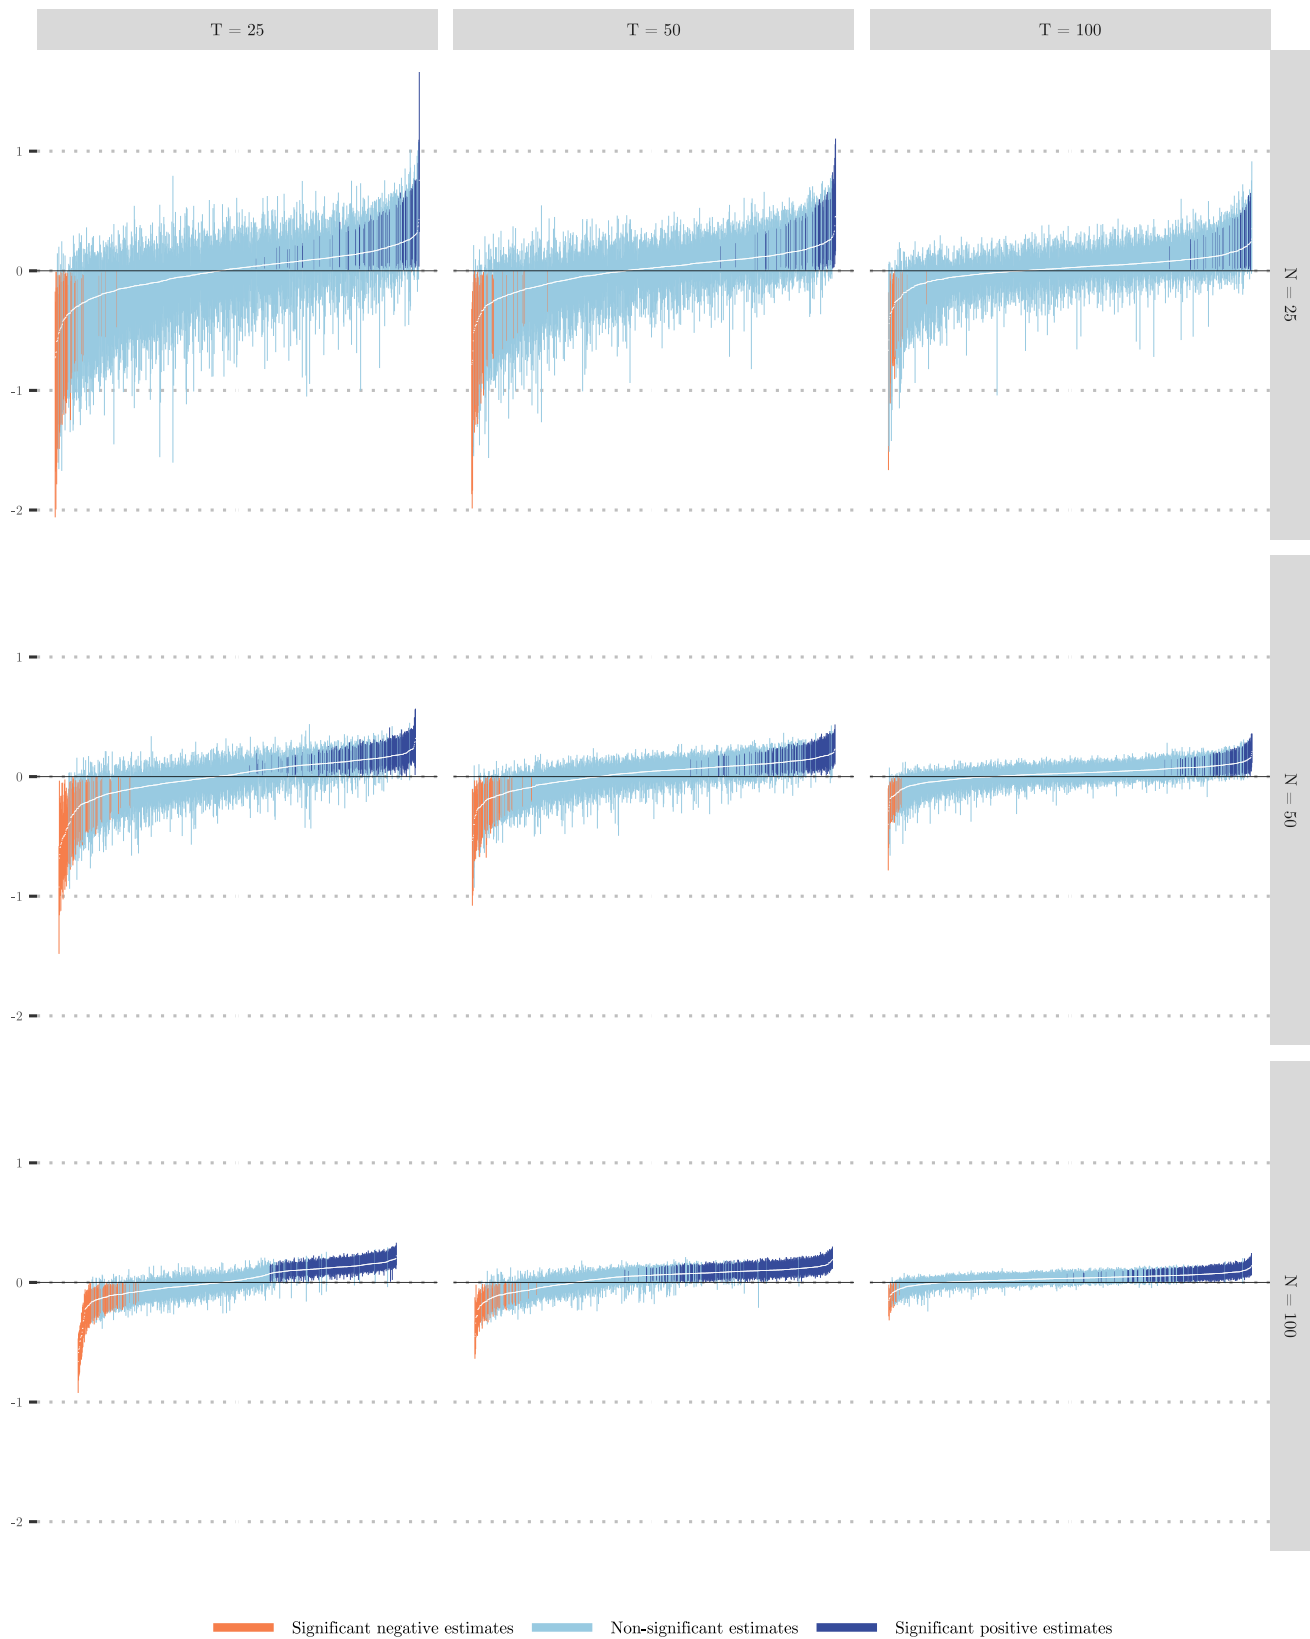 T = 25
T = 50
T = 100
1
0
-1
-2
N = 25
1
0
-1
-2
N = 50
1
0
-1
-2
N = 100
Significant negative estimates
Non-significant estimates
Significant positive estimates